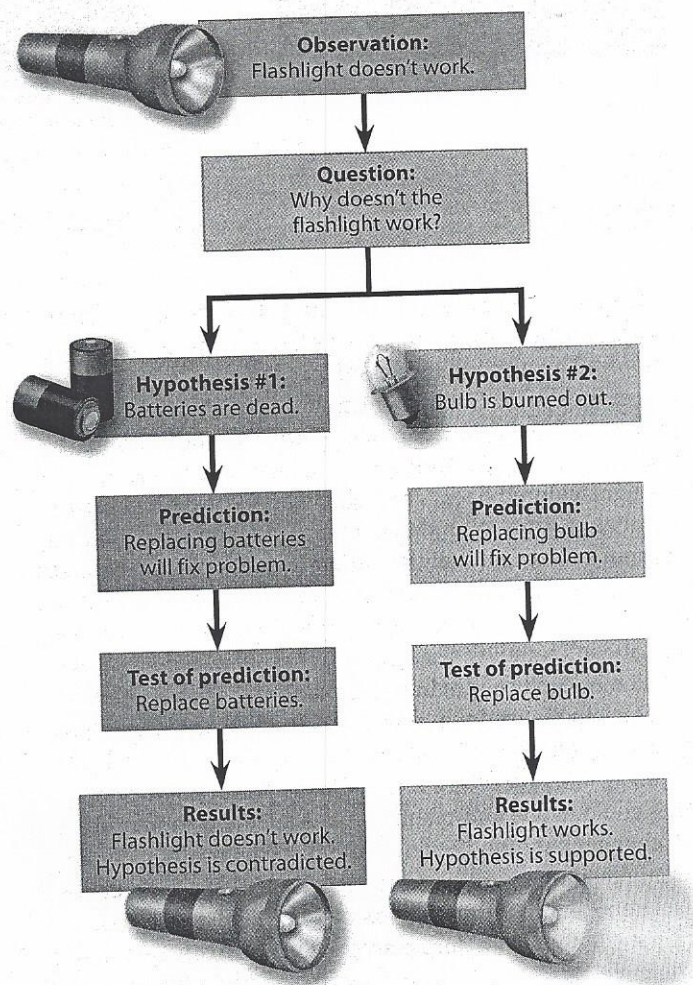 Observation:
Flashlight doesn't work.
Question:
Why doesn't the
flashlight work?
Hypothesis #1:
Batteries are dead.
Hypothesis #2:
Bulb is burned out.
Prediction:
Replacing batteries
will fix problem.
Prediction:
Replacing bulb
will fix problem.
Test of prediction:
Replace batteries.
Test of prediction:
Replace bulb.
Results:
Flashlight doesn't work.
Hypothesis is contradicted.
Results:
Flashlight works.
Hypothesis is supported.